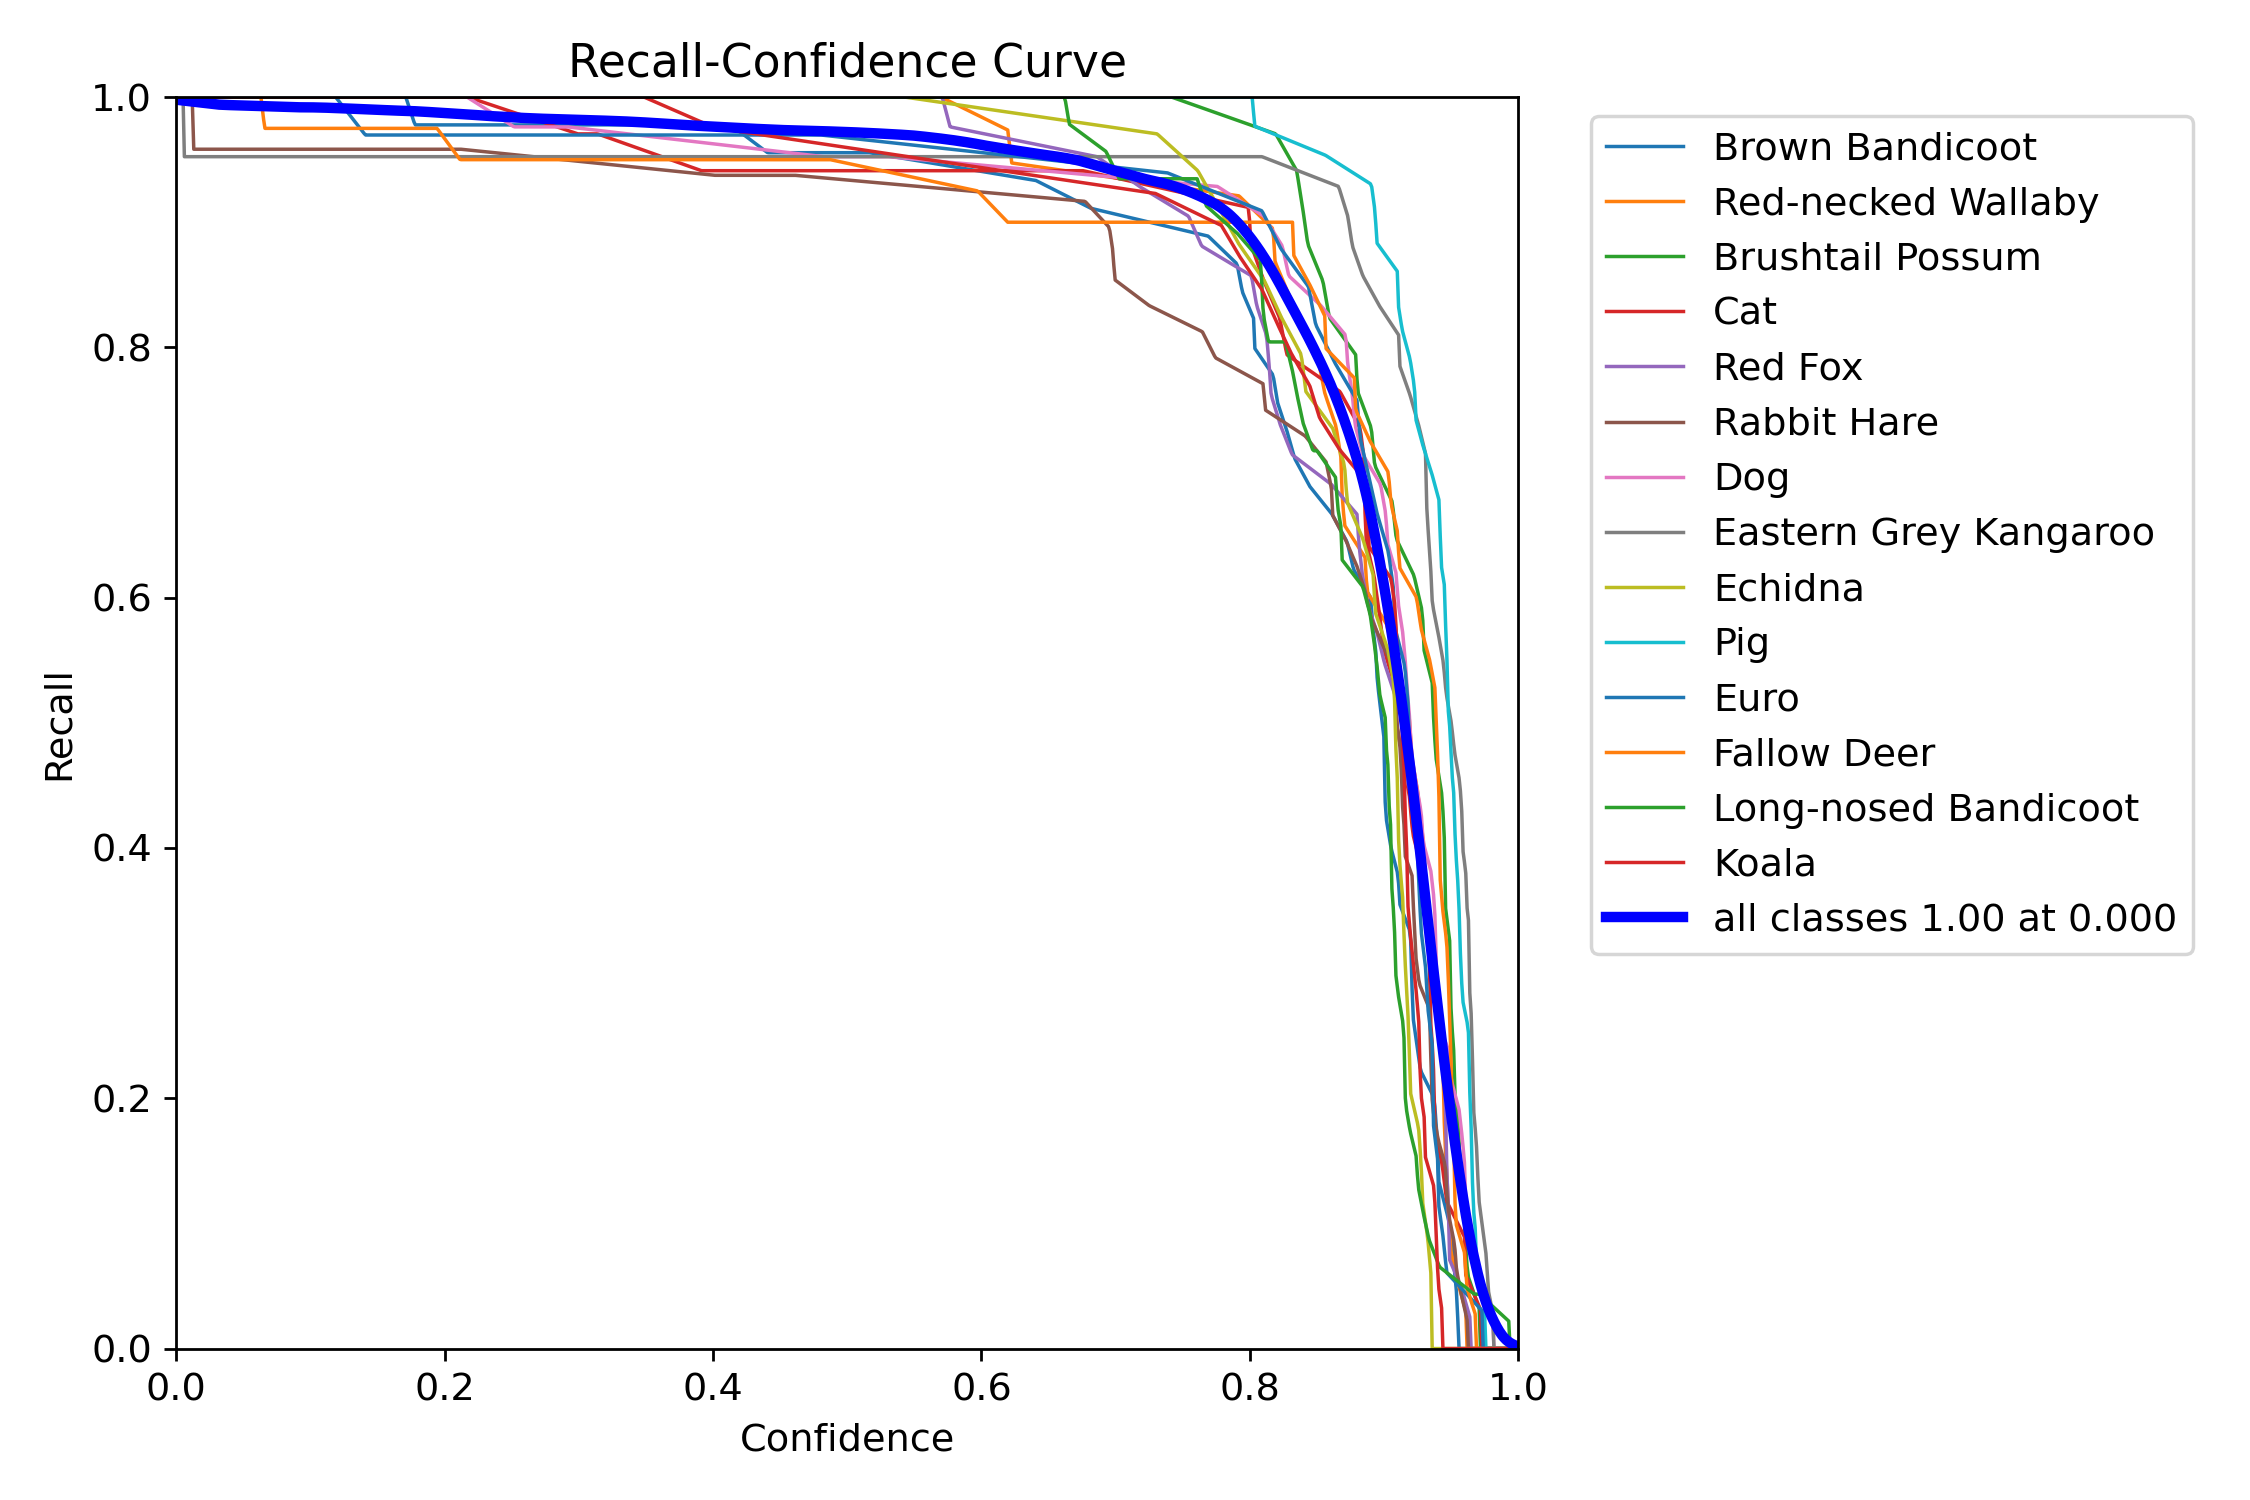 Recall-Confidence Curve
1.0
0.8
0.6
0.4
0.2
0.0
Recall
0.0 0.2 0.4 0.6 0.8 1.0
Confidence
Brown Bandicoot
Red-necked Wallaby
Brushtail Possum
Cat
Red Fox
Rabbit Hare
Dog
Eastern Grey Kangaroo
Echidna
Pig
Euro
Fallow Deer
Long-nosed Bandicoot
Koala
all classes 1.00 at 0.000